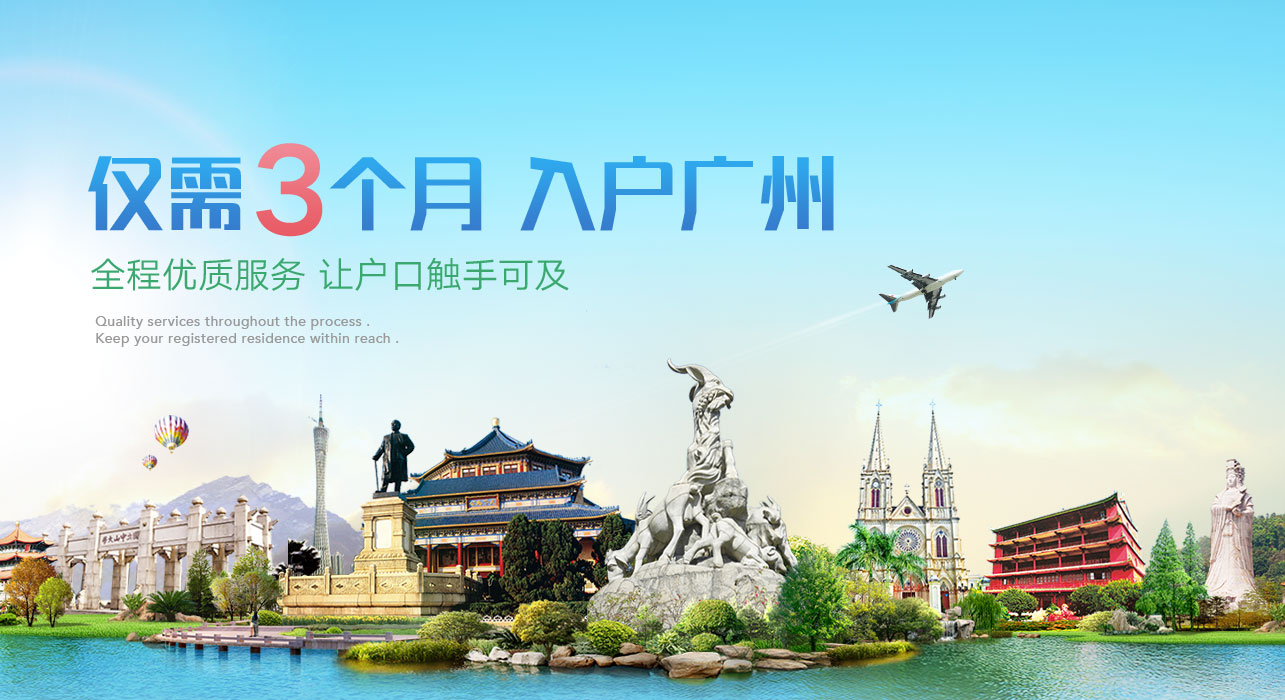 仅需3个月 入户广州
全程优质服务 让户口触手可及
Quality services throughout the process .
Keep your registered residence within reach .